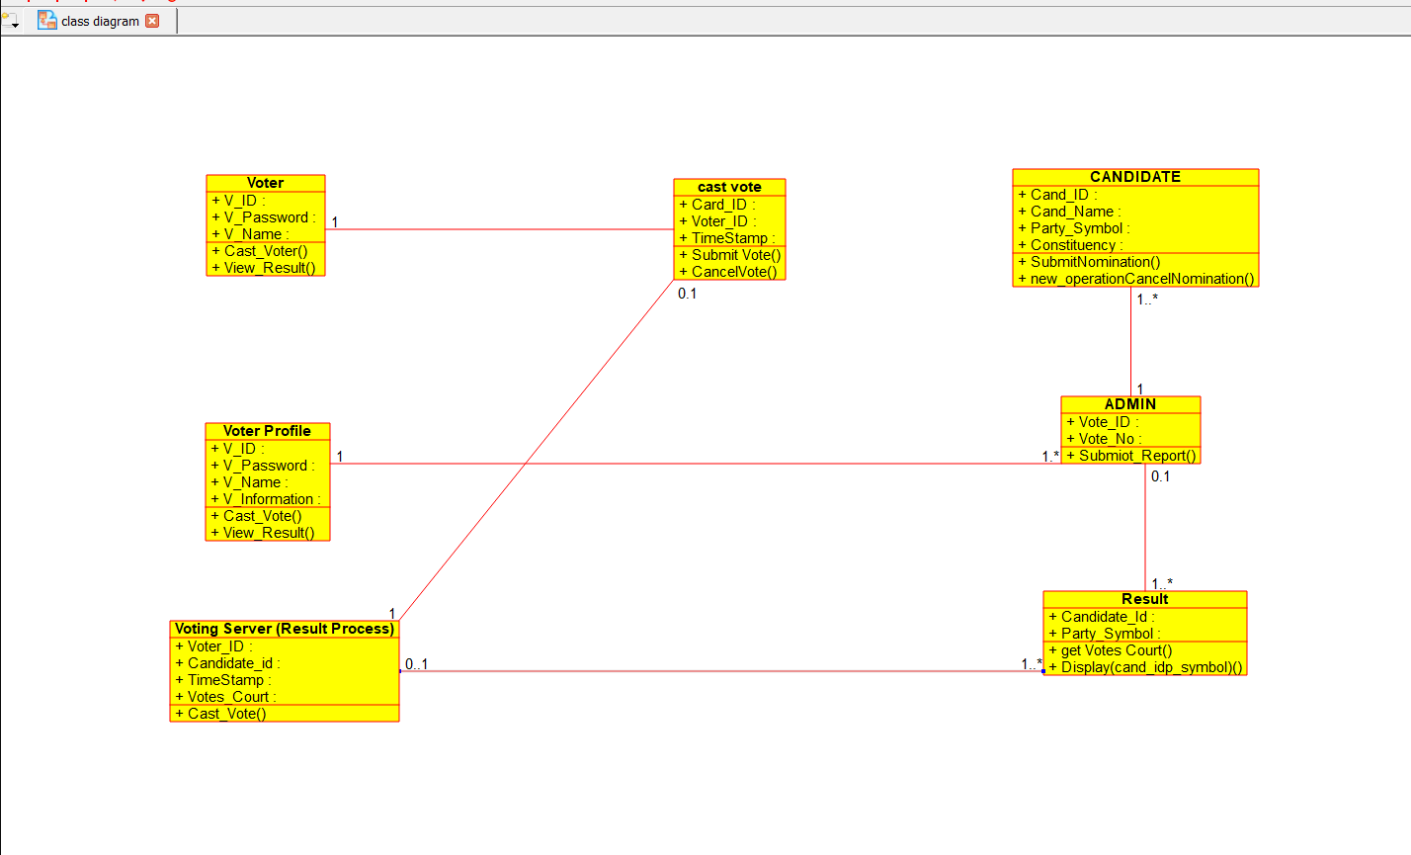 class diagram
Voter
+ V_ID :
+ V_Password :
+ V_Name :
+ Cast_Voter()
+ View_Result()
1
cast vote
+ Card_ID :
+ Voter_ID :
+ TimeStamp :
+ Submit Vote()
+ CancelVote()
0.1
CANDIDATE
+ Cand_ID :
+ Cand_Name :
+ Party_Symbol :
+ Constituency :
+ SubmitNomination()
+ new_operationCancelNomination()
1..*
1
ADMIN
+ Vote_ID :
+ Vote_No :
+ Submiot_Report()
0.1
Voter Profile
+ V_ID :
+ V_Password :
+ V_Name :
+ V_Information :
+ Cast_Vote()
+ View_Result()
1
1.*
1
Voting Server (Result Process)
+ Voter_ID :
+ Candidate_id :
+ TimeStamp :
+ Votes_Court :
+ Cast_Vote()
0..1
1..*
1..*
Result
+ Candidate_Id :
+ Party_Symbol :
+ get Votes Court()
+ Display(cand_idp_symbol)()